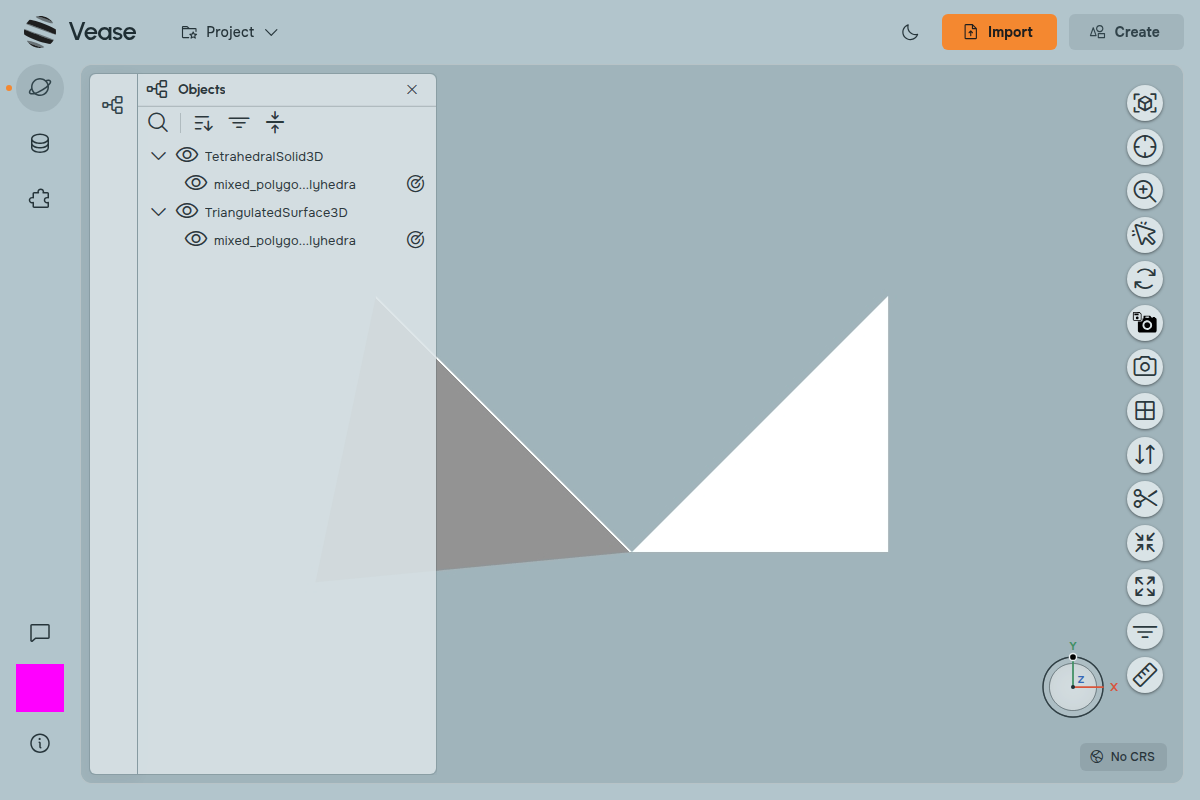 Vease
Project
Import
Create
Objects
TetrahedralSolid3D
mixed_polygo...lyhedra
TriangulatedSurface3D
mixed_polygo...lyhedra
Y
Z
X
No CRS